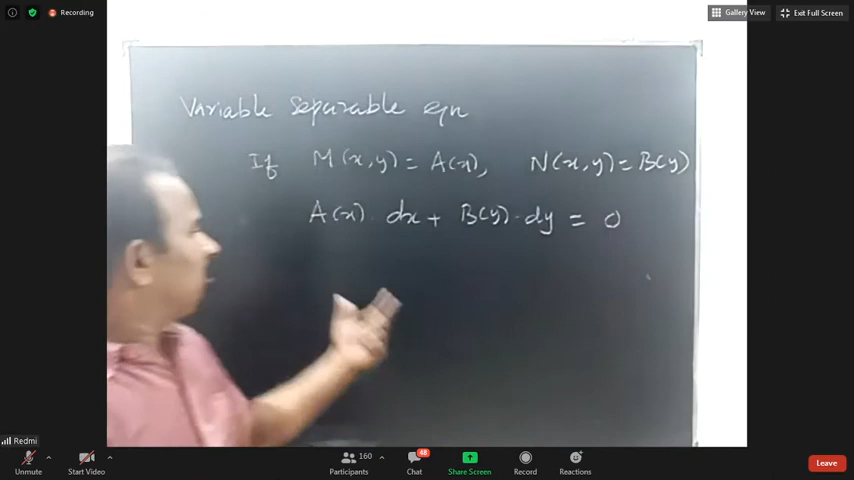 Recording
Gallery View
Exit Full Screen
Variable Separable eqn
If M(x,y) = A(x), N(x,y) = B(y)
A(x). dx + B(y). dy = 0
Redmi
160
48
Unmute
Start Video
Participants
Chat
Share Screen
Record
Reactions
Leave